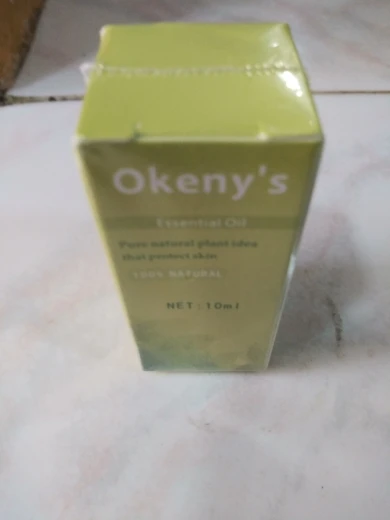 Okeny's
Essential Oil
Pure natural plant idea
that protect skin
100% NATURAL
NET: 10ml